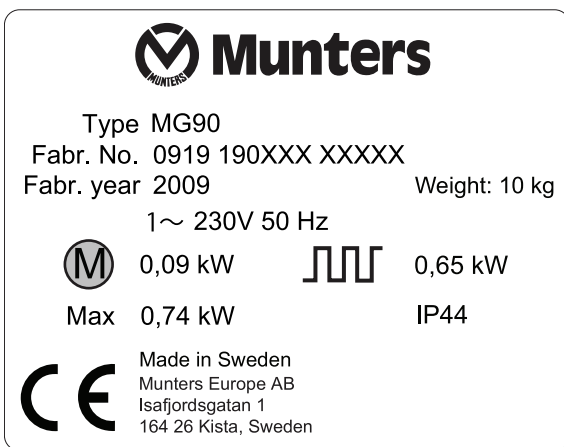 MUNTERS Munters
Type MG90
Fabr. No. 0919 190XXX XXXXX
Fabr. year 2009 Weight: 10 kg
1~ 230V 50 Hz
M 0,09 kW 0,65 kW
Max 0,74 kW IP44
CE
Made in Sweden
Munters Europe AB
Isafjordsgatan 1
164 26 Kista, Sweden